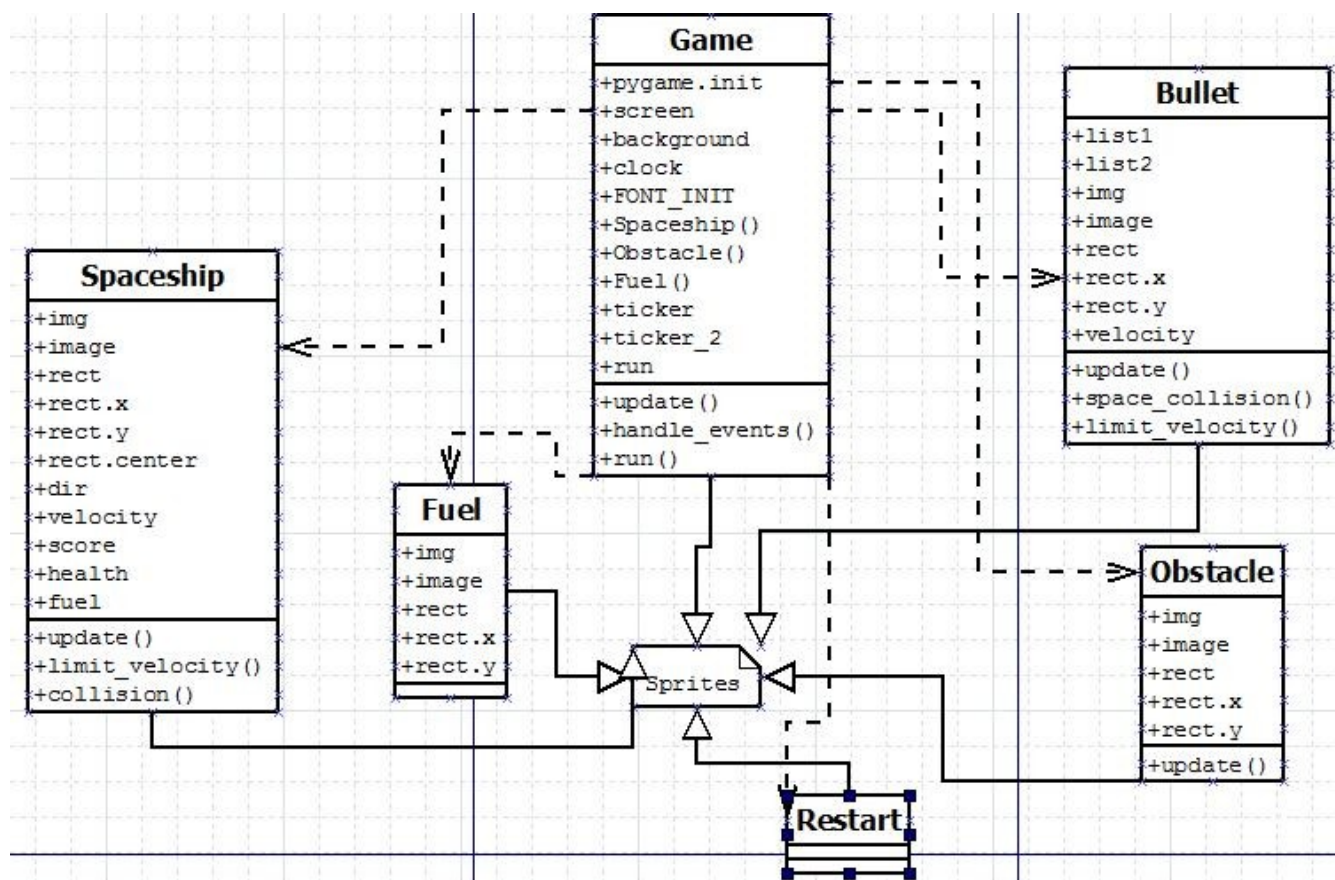 Game
+pygame.init
+screen
+background
+clock
+FONT_INIT
+Spaceship()
+Obstacle()
+Fuel()
+ticker
+ticker_2
+run
+update()
+handle_events()
+run()
Bullet
+list1
+list2
+img
+image
+rect
+rect.x
+rect.y
+velocity
+update()
+space_collision()
+limit_velocity()
Spaceship
+img
+image
+rect
+rect.x
+rect.y
+rect.center
+dir
+velocity
+score
+health
+fuel
+update()
+limit_velocity()
+collision()
Fuel
+img
+image
+rect
+rect.x
+rect.y
Sprites
Obstacle
+img
+image
+rect
+rect.x
+rect.y
+update()
Restart